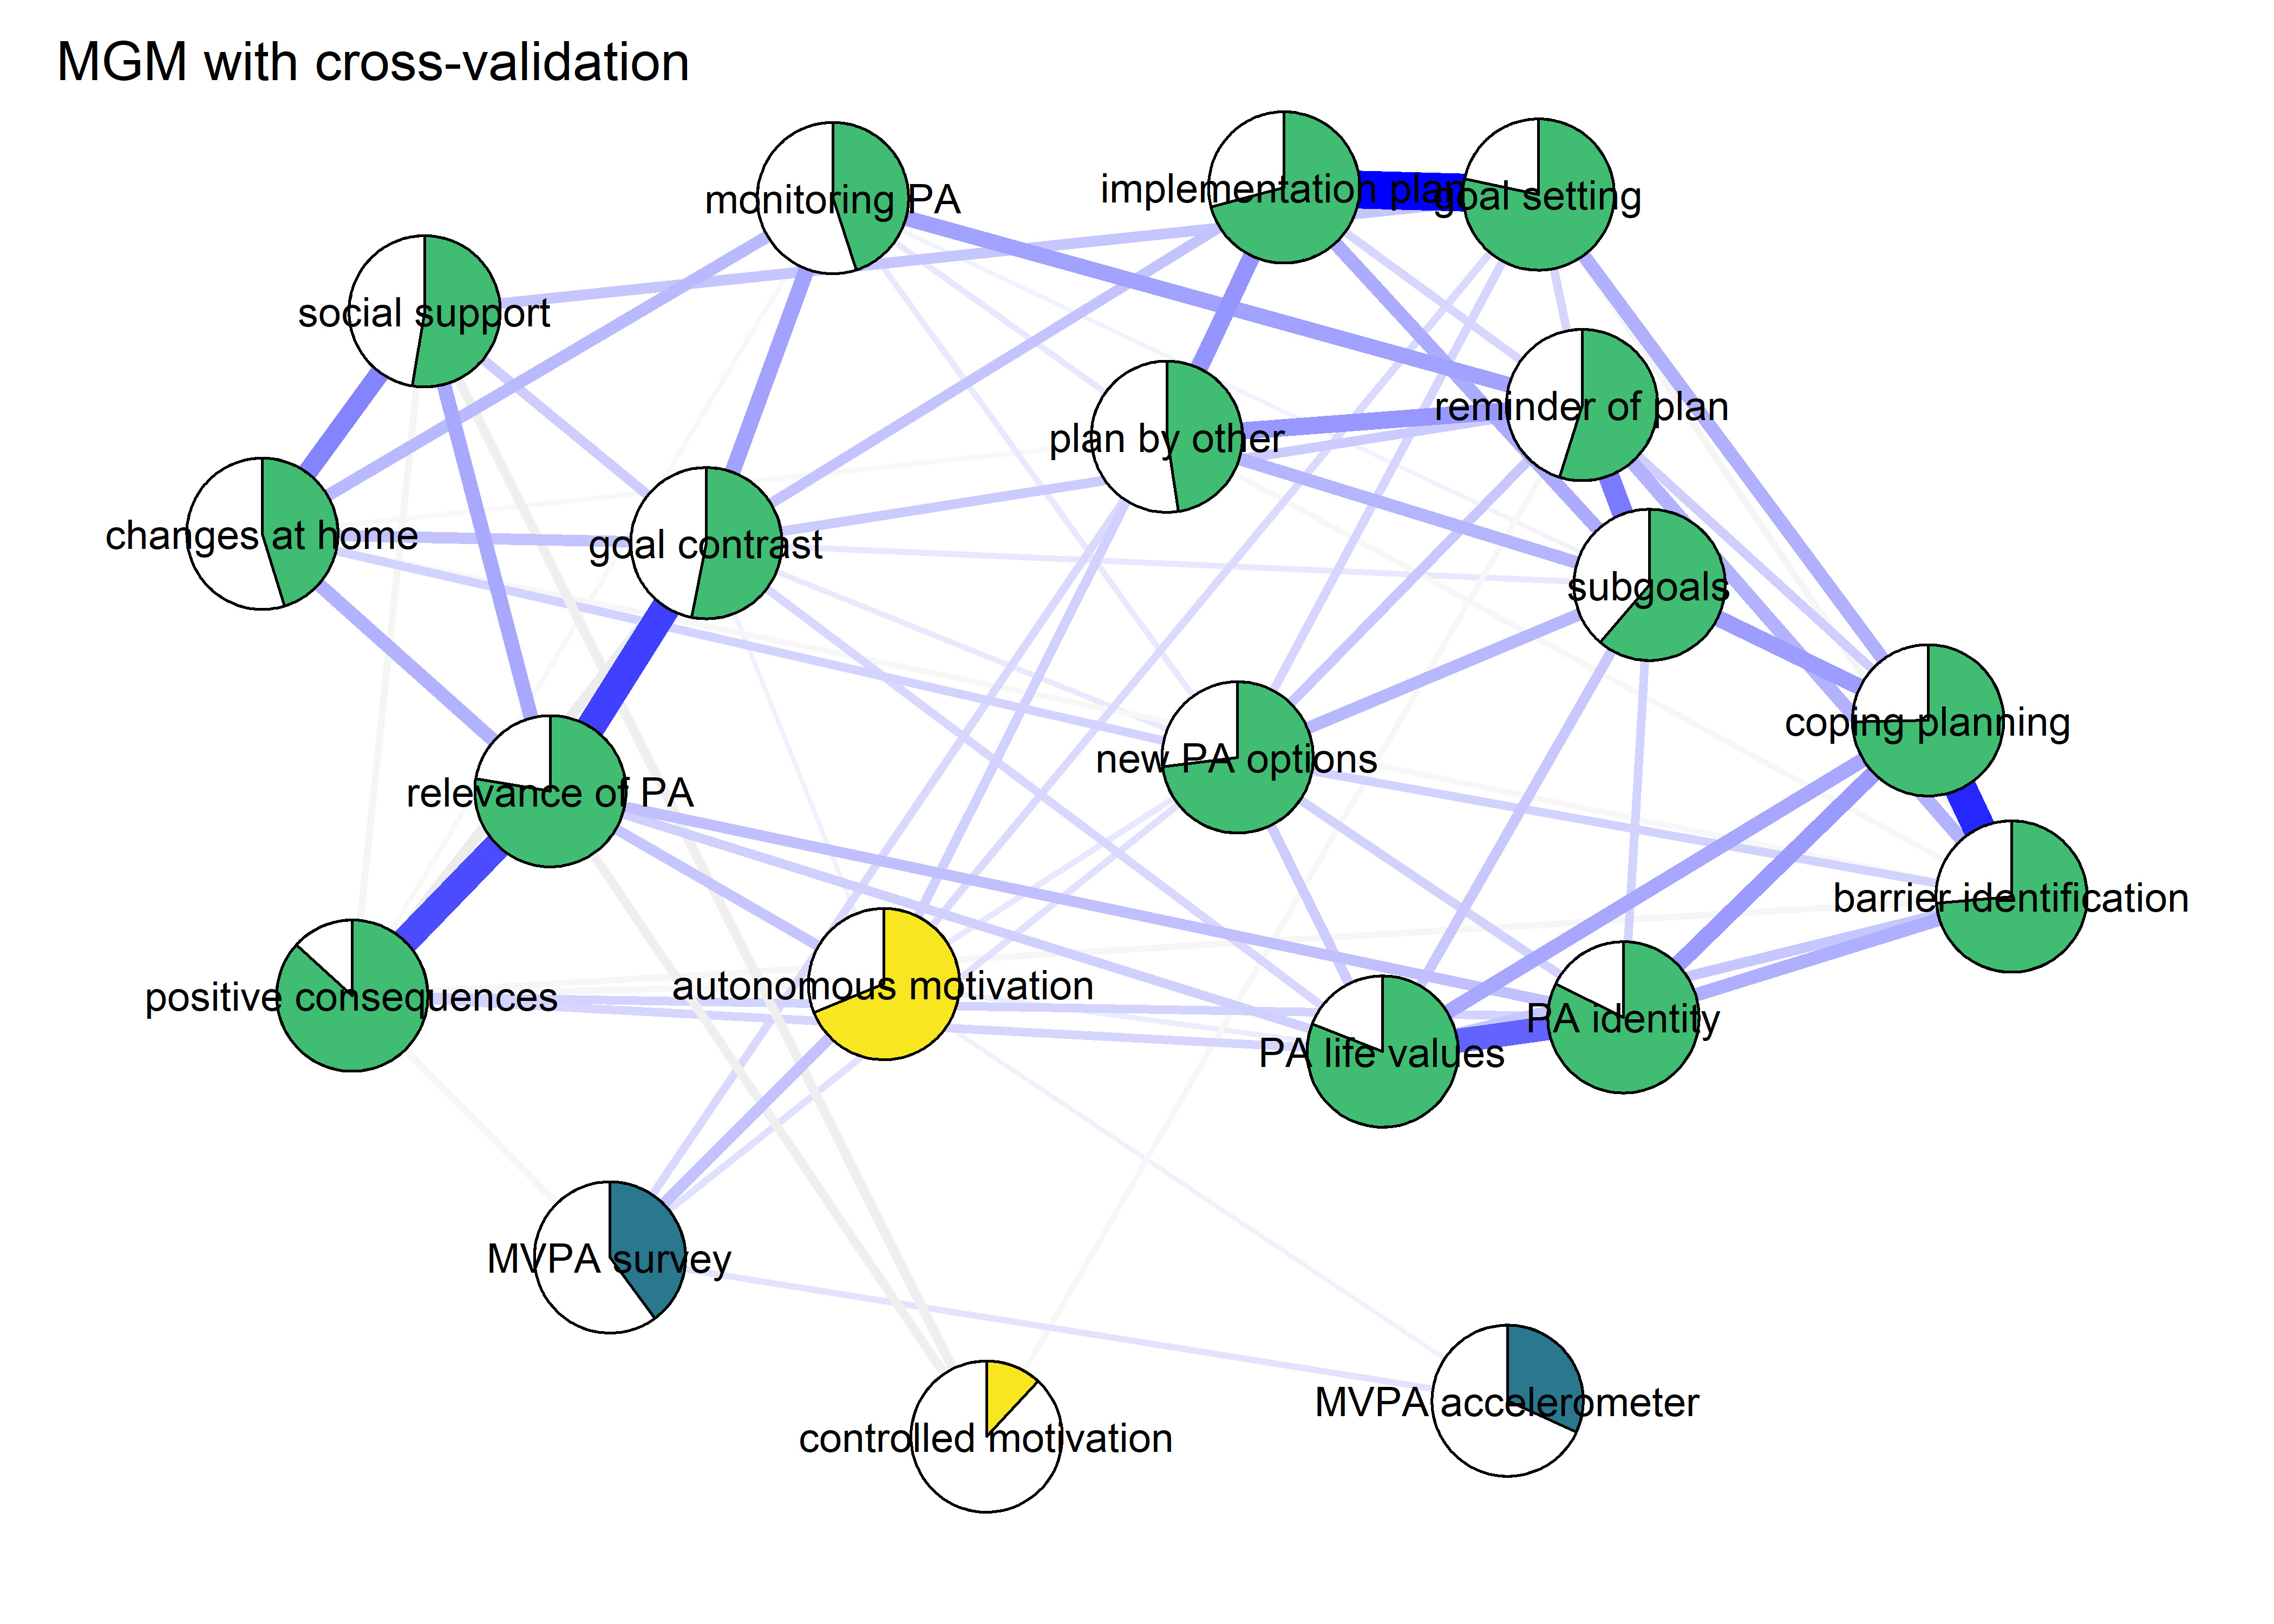 MGM with cross-validation
monitoring PA
implementation plan
goal setting
social support
reminder of plan
plan by other
changes at home
goal contrast
subgoals
coping planning
new PA options
relevance of PA
barrier identification
autonomous motivation
positive consequences
PA identity
PA life values
MVPA survey
MVPA accelerometer
controlled motivation